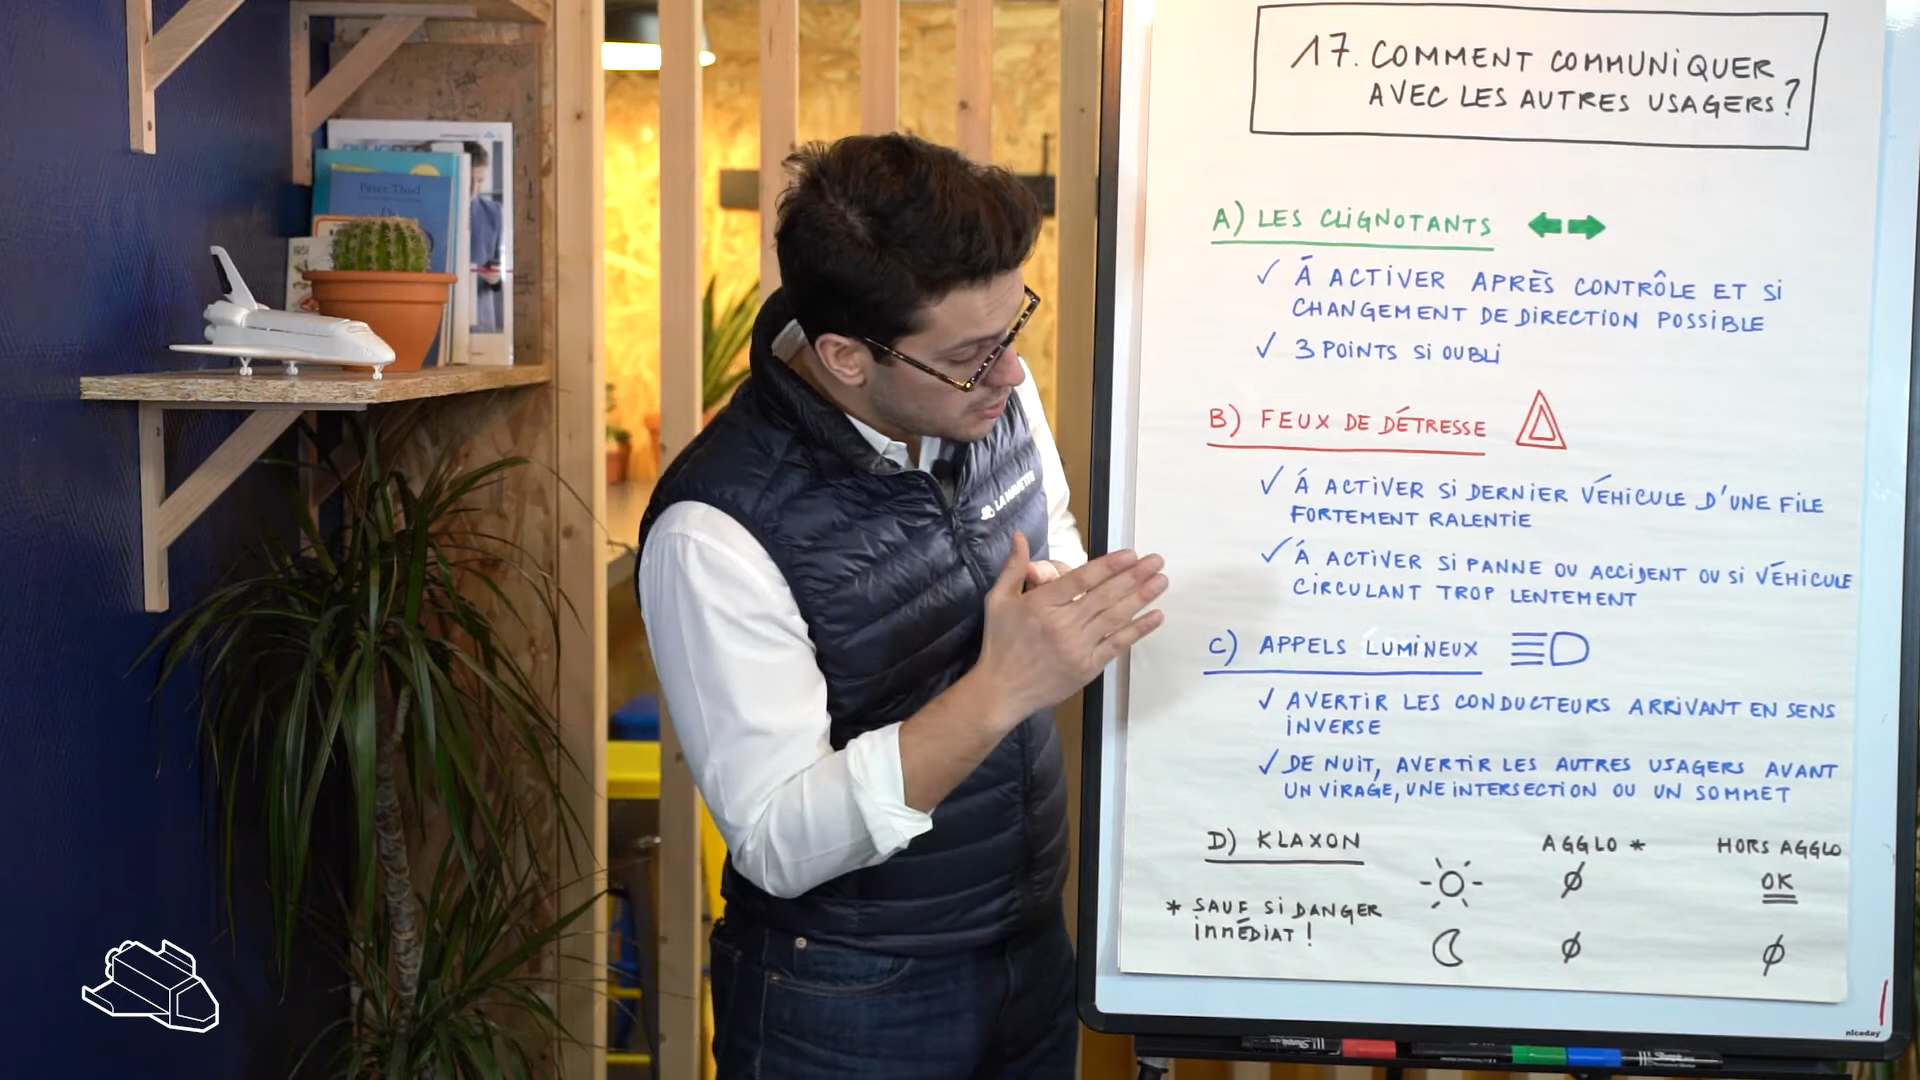 17. COMMENT COMMUNIQUER
AVEC LES AUTRES USAGERS?
A) LES CLIGNOTANTS
✓ À ACTIVER APRÈS CONTRÔLE ET SI
CHANGEMENT DE DIRECTION POSSIBLE
✓ 3 POINTS SI OUBLI
B) FEUX DE DÉTRESSE
✓ À ACTIVER SI DERNIER VÉHICULE D'UNE FILE
FORTEMENT RALENTIE
✓ À ACTIVER SI PANNE OU ACCIDENT OU SI VÉHICULE
CIRCULANT TROP LENTEMENT
C) APPELS LUMINEUX
✓ AVERTIR LES CONDUCTEURS ARRIVANT EN SENS
INVERSE
✓ DE NUIT, AVERTIR LES AUTRES USAGERS AVANT
UN VIRAGE, UNE INTERSECTION OU UN SOMMET
D) KLAXON
AGGLO *
HORS AGGLO
Ø
OK
* SAUF SI DANGER
IMMÉDIAT !
Ø
Ø
niceday
Peter Thiel